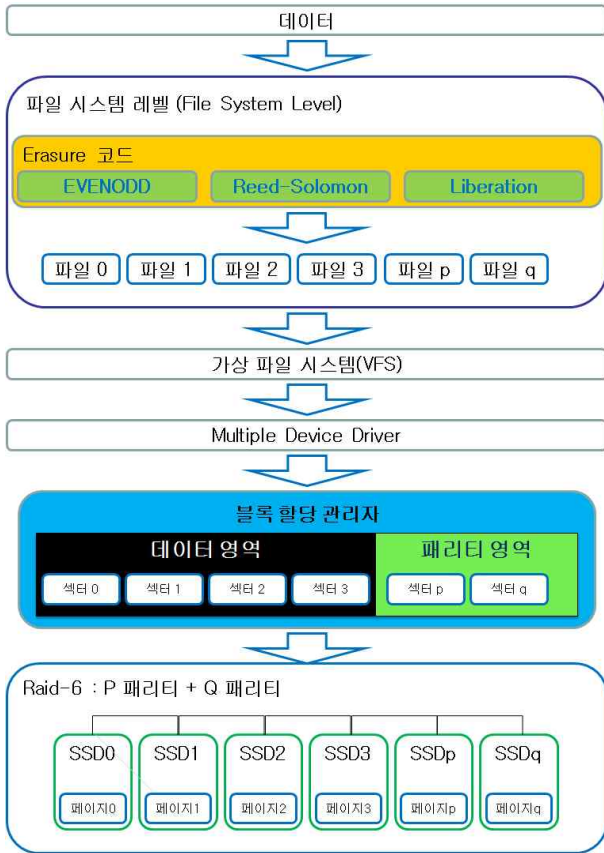 데이터
파일 시스템 레벨 (File System Level)
Erasure 코드
EVENODD Reed-Solomon Liberation
파일 0 파일 1 파일 2 파일 3 파일 p 파일 q
가상 파일 시스템(VFS)
Multiple Device Driver
블록 할당 관리자
데이터 영역 패리티 영역
섹터 0 섹터 1 섹터 2 섹터 3 섹터 p 섹터 q
Raid-6 : P 패리티 + Q 패리티
SSD0 SSD1 SSD2 SSD3 SSDp SSDq
페이지0 페이지1 페이지2 페이지3 페이지p 페이지q